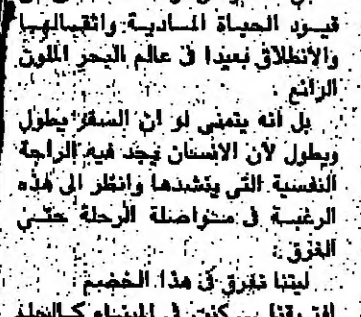 قيود الحياة المادية واثقالها
والانطلاق بعيدا في عالم البحر الملون
الرائع .
بل انه يتمنى لو ان السفر يطول
ويطول لأن الانسان يجد فيه الراحة
النفسية التي ينشدها وانظر الى هذه
الرغبة في مواصلة الرحلة حتى
الغرق :
ليتنا نغرق في هذا الخضم